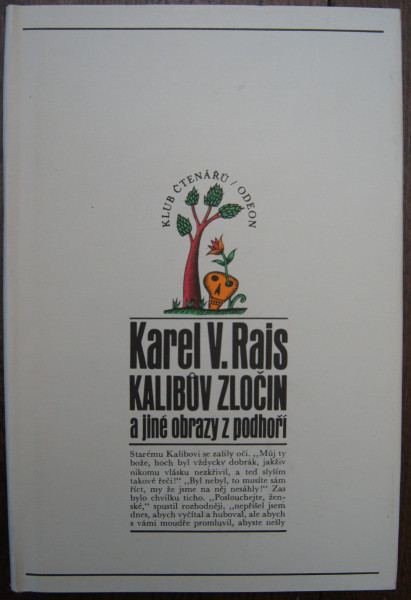 KLUB ČTENÁŘŮ / ODEON
Karel V. Rais
KALIBŮV ZLOČIN
a jiné obrazy z podhoří
Starému Kalibovi se zalily oči. ,,Můj ty
bože, hoch byl vždycky dobrák, jakživ
nikomu vlásku nezkřivil, a teď slyším
takové řeči!" ,,Byl nebyl, to musíte sám
říct, my že jsme na něj nesáhly!" Zas
bylo chvilku ticho. ,,Poslouchejte, žen-
ské," spustil rozhodněji, ,,nepřišel jsem
dnes, abych vyčítal a huboval, ale abych
s vámi moudře promluvil, abyste nešly